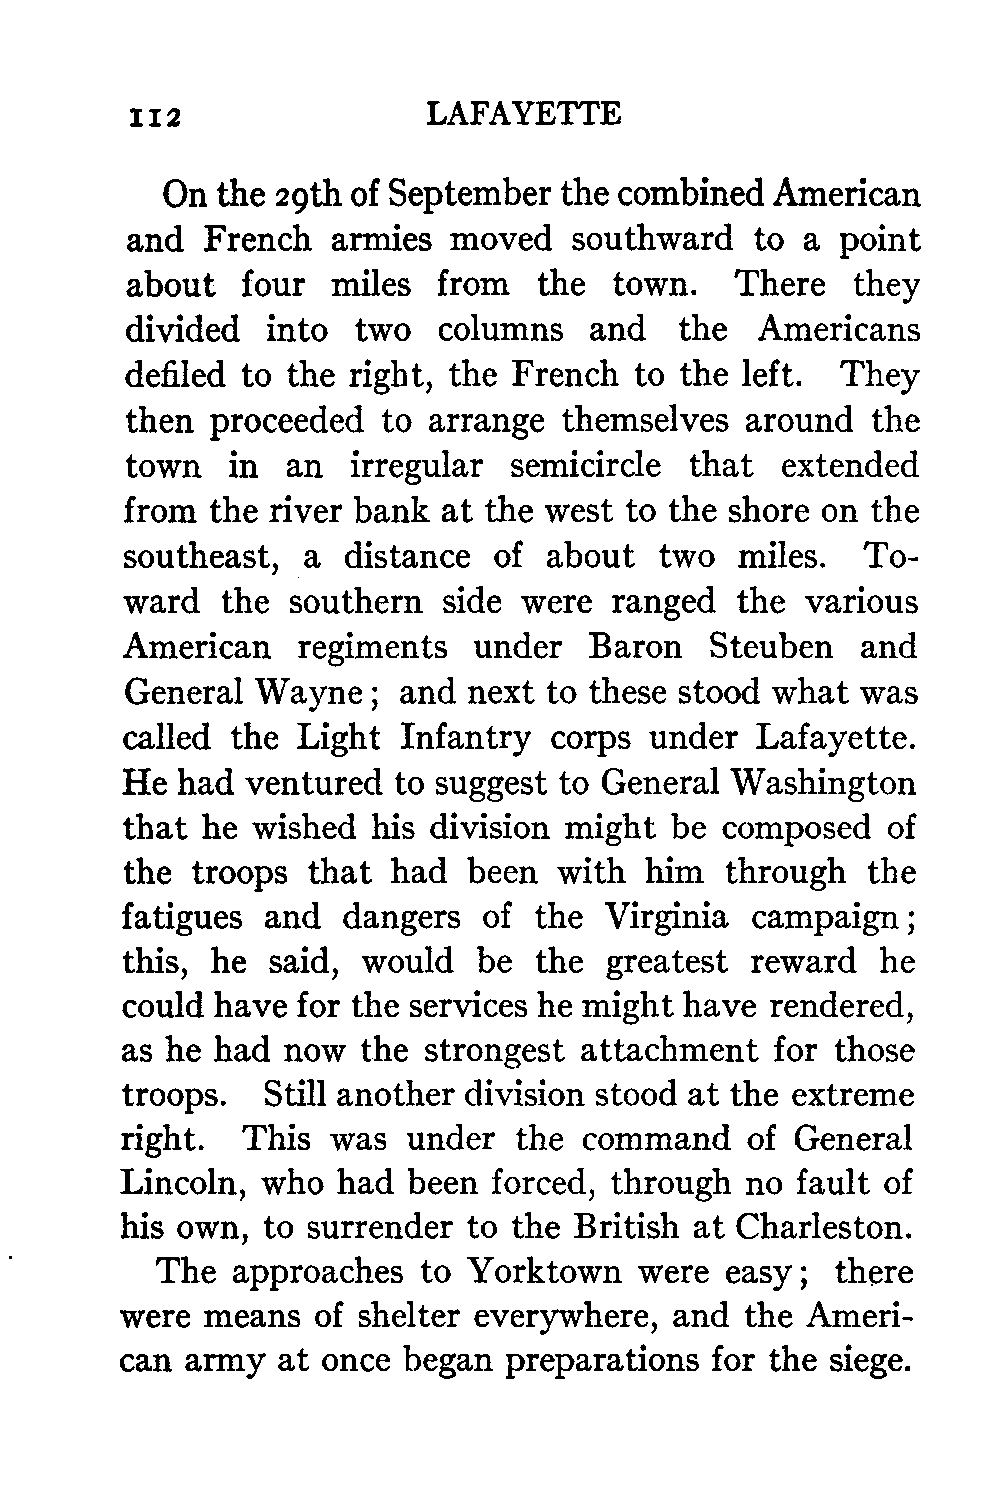 112 LAFAYETTE
On the 29th of September the combined American
and French armies moved southward to a point
about four miles from the town. There they
divided into two columns and the Americans
defiled to the right, the French to the left. They
then proceeded to arrange themselves around the
town in an irregular semicircle that extended
from the river bank at the west to the shore on the
southeast, a distance of about two miles. To-
ward the southern side were ranged the various
American regiments under Baron Steuben and
General Wayne; and next to these stood what was
called the Light Infantry corps under Lafayette.
He had ventured to suggest to General Washington
that he wished his division might be composed of
the troops that had been with him through the
fatigues and dangers of the Virginia campaign;
this, he said, would be the greatest reward he
could have for the services he might have rendered,
as he had now the strongest attachment for those
troops. Still another division stood at the extreme
right. This was under the command of General
Lincoln, who had been forced, through no fault of
his own, to surrender to the British at Charleston.
The approaches to Yorktown were easy; there
were means of shelter everywhere, and the Ameri-
can army at once began preparations for the siege.